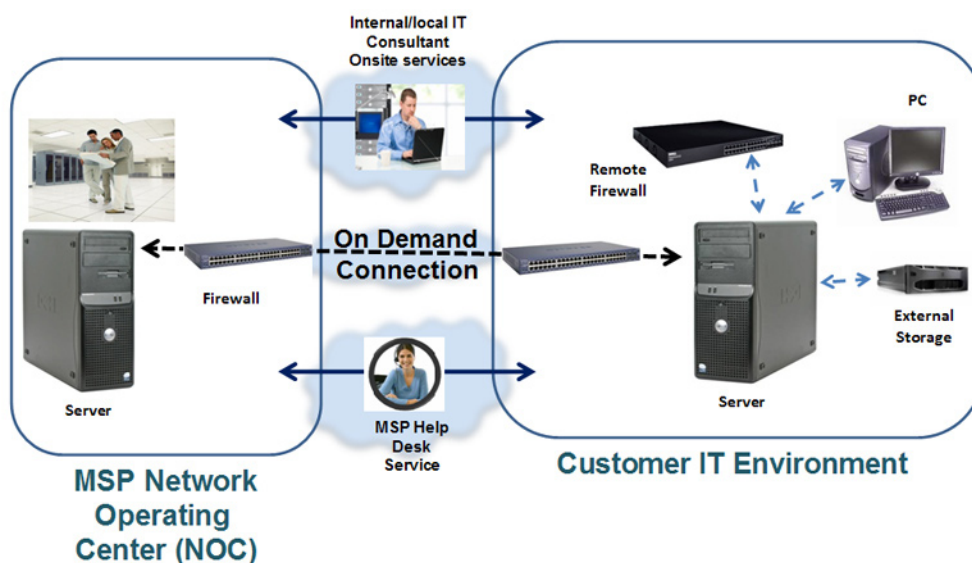 Internal/local IT
Consultant
Onsite services
PC
Remote
Firewall
On Demand
Connection
Firewall
External
Storage
Server
Server
MSP Help
Desk
Service
Customer IT Environment
MSP Network
Operating
Center (NOC)